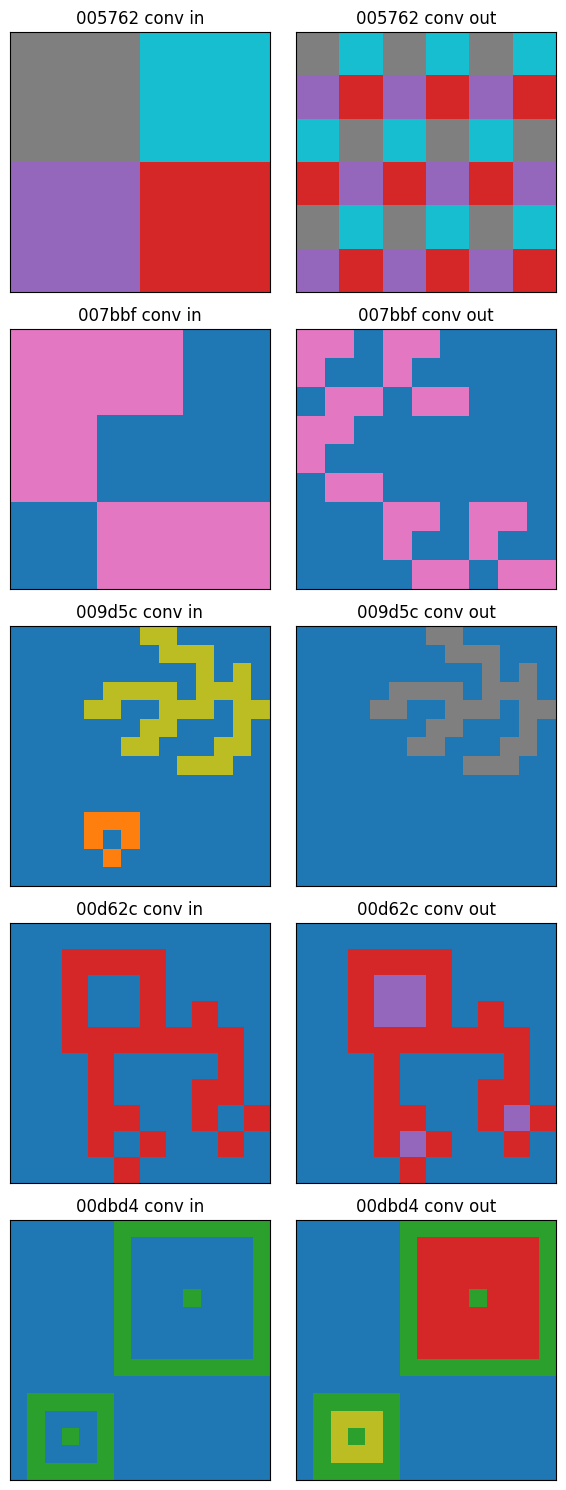 005762 conv in
005762 conv out
007bbf conv in
007bbf conv out
009d5c conv in
009d5c conv out
00d62c conv in
00d62c conv out
00dbd4 conv in
00dbd4 conv out